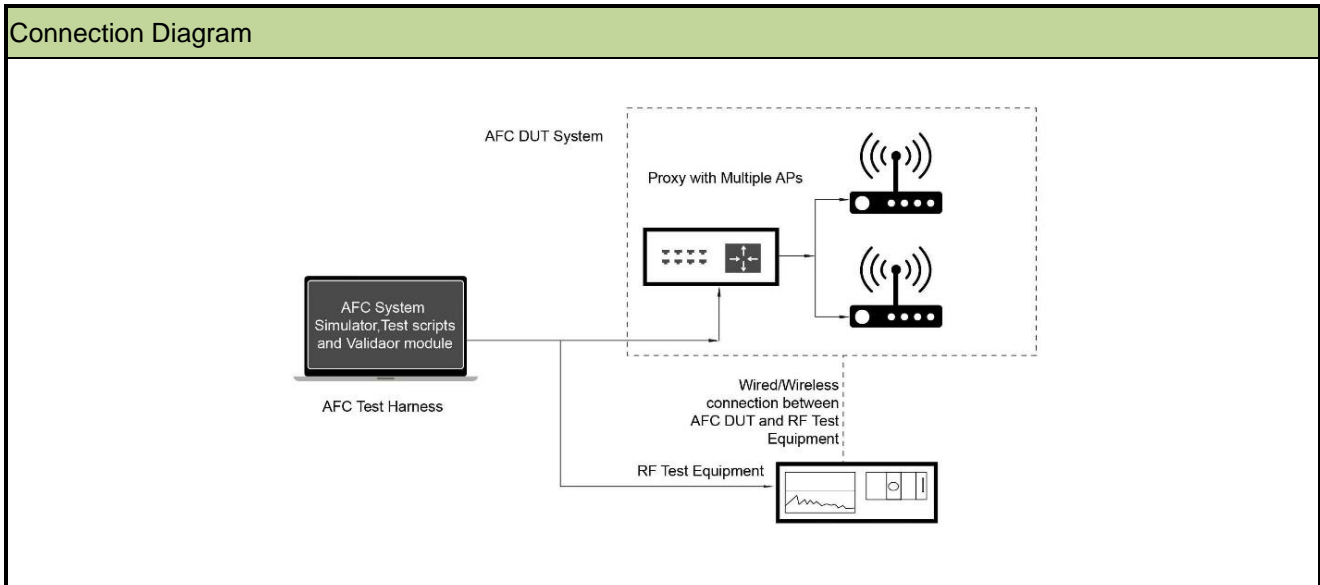 Connection Diagram
AFC DUT System
Proxy with Multiple APs
AFC System
Simulator,Test scripts
and Validaor module
AFC Test Harness
Wired/Wireless
connection between
AFC DUT and RF Test
Equipment
RF Test Equipment